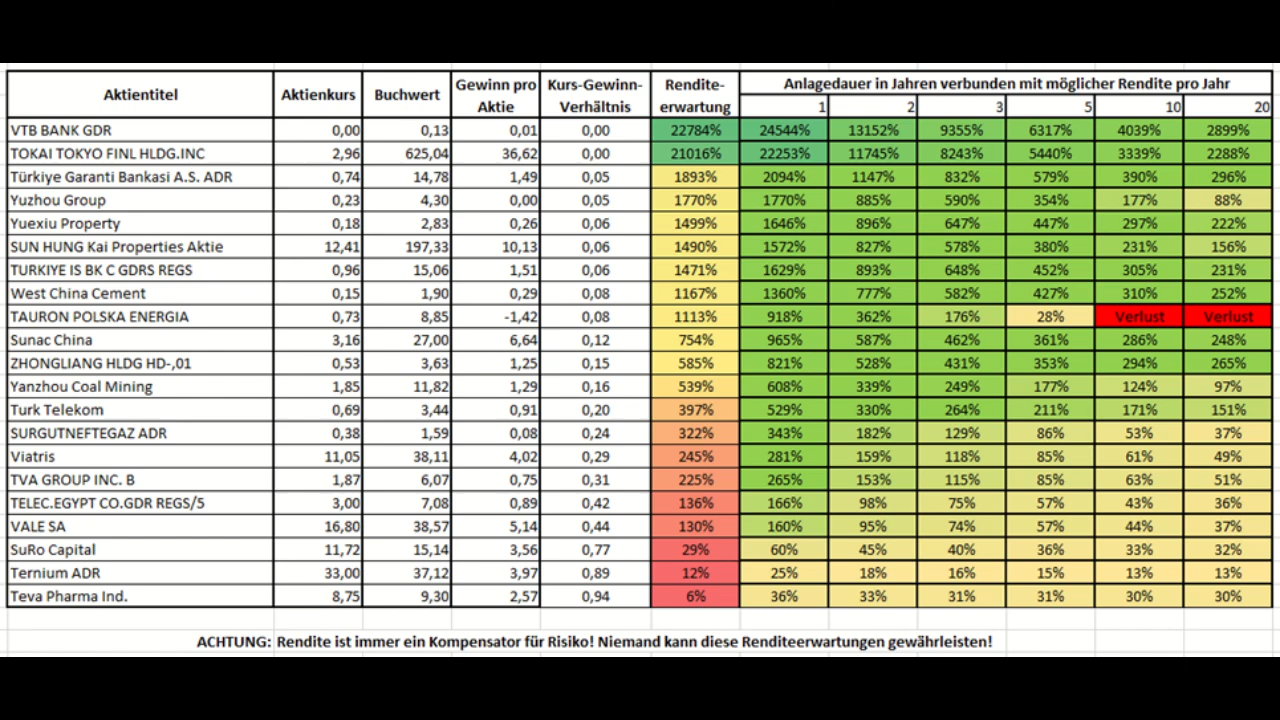 Aktientitel Aktienkurs Buchwert Gewinn pro Aktie Kurs-Gewinn-Verhältnis Rendite-erwartung Anlagedauer in Jahren verbunden mit möglicher Rendite pro Jahr
1 2 3 5 10 20
VTB BANK GDR 0,00 0,13 0,01 0,00 22784% 24544% 13152% 9355% 6317% 4039% 2899%
TOKAI TOKYO FINL HLDG.INC 2,96 625,04 36,62 0,00 21016% 22253% 11745% 8243% 5440% 3339% 2288%
Türkiye Garanti Bankasi A.S. ADR 0,74 14,78 1,49 0,05 1893% 2094% 1147% 832% 579% 390% 296%
Yuzhou Group 0,23 4,30 0,00 0,05 1770% 1770% 885% 590% 354% 177% 88%
Yuexiu Property 0,18 2,83 0,26 0,06 1499% 1646% 896% 647% 447% 297% 222%
SUN HUNG Kai Properties Aktie 12,41 197,33 10,13 0,06 1490% 1572% 827% 578% 380% 231% 156%
TURKIYE IS BK C GDRS REGS 0,96 15,06 1,51 0,06 1471% 1629% 893% 648% 452% 305% 231%
West China Cement 0,15 1,90 0,29 0,08 1167% 1360% 777% 582% 427% 310% 252%
TAURON POLSKA ENERGIA 0,73 8,85 -1,42 0,08 1113% 918% 362% 176% 28% Verlust Verlust
Sunac China 3,16 27,00 6,64 0,12 754% 965% 587% 462% 361% 286% 248%
ZHONGLIANG HLDG HD-,01 0,53 3,63 1,25 0,15 585% 821% 528% 431% 353% 294% 265%
Yanzhou Coal Mining 1,85 11,82 1,29 0,16 539% 608% 339% 249% 177% 124% 97%
Turk Telekom 0,69 3,44 0,91 0,20 397% 529% 330% 264% 211% 171% 151%
SURGUTNEFTEGAZ ADR 0,38 1,59 0,08 0,24 322% 343% 182% 129% 86% 53% 37%
Viatris 11,05 38,11 4,02 0,29 245% 281% 159% 118% 85% 61% 49%
TVA GROUP INC. B 1,87 6,07 0,75 0,31 225% 265% 153% 115% 85% 63% 51%
TELEC.EGYPT CO.GDR REGS/5 3,00 7,08 0,89 0,42 136% 166% 98% 75% 57% 43% 36%
VALE SA 16,80 38,57 5,14 0,44 130% 160% 95% 74% 57% 44% 37%
SuRo Capital 11,72 15,14 3,56 0,77 29% 60% 45% 40% 36% 33% 32%
Ternium ADR 33,00 37,12 3,97 0,89 12% 25% 18% 16% 15% 13% 13%
Teva Pharma Ind. 8,75 9,30 2,57 0,94 6% 36% 33% 31% 31% 30% 30%
ACHTUNG: Rendite ist immer ein Kompensator für Risiko! Niemand kann diese Renditeerwartungen gewährleisten!